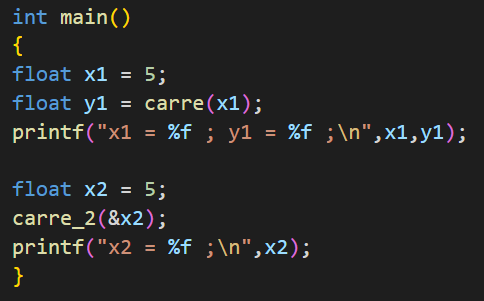 int main()
{
float x1 = 5;
float y1 = carre(x1);
printf("x1 = %f ; y1 = %f ;\n",x1,y1);
float x2 = 5;
carre_2(&x2);
printf("x2 = %f ;\n",x2);
}